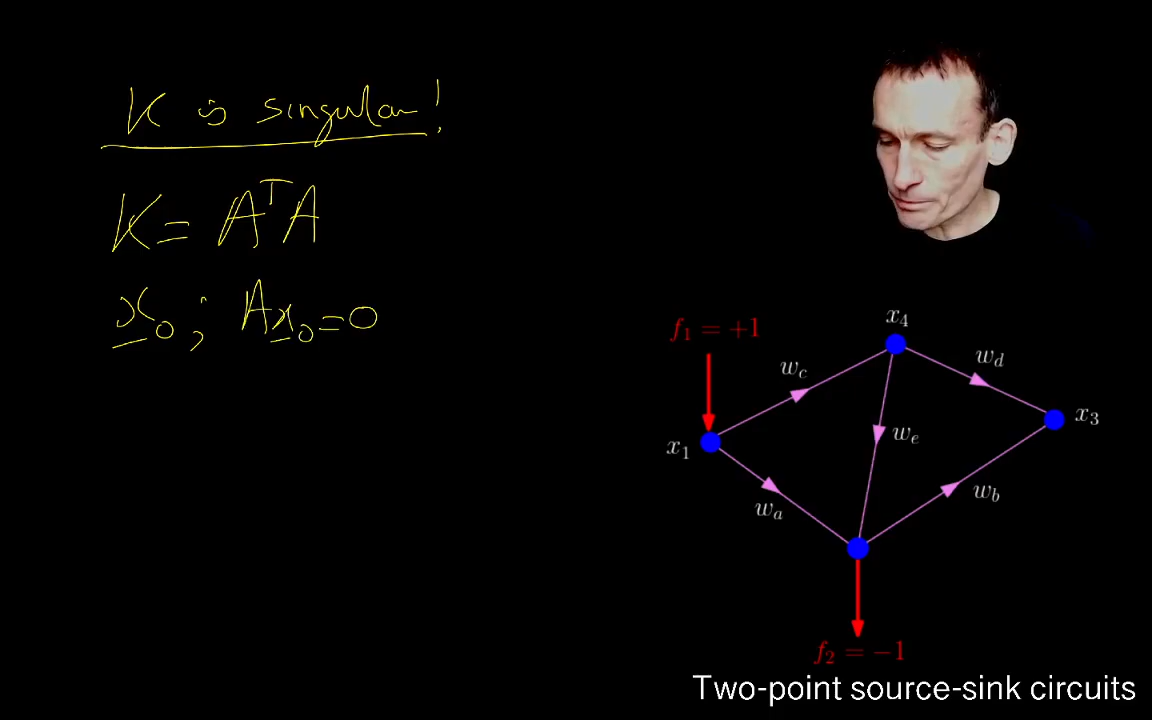 K is singular!
K = AᵀA
x₀ ; Ax₀ = 0
x₄
f₁ = +1
w_c
w_d
x₃
w_e
x₁
w_b
w_a
f₂ = −1
Two-point source-sink circuits